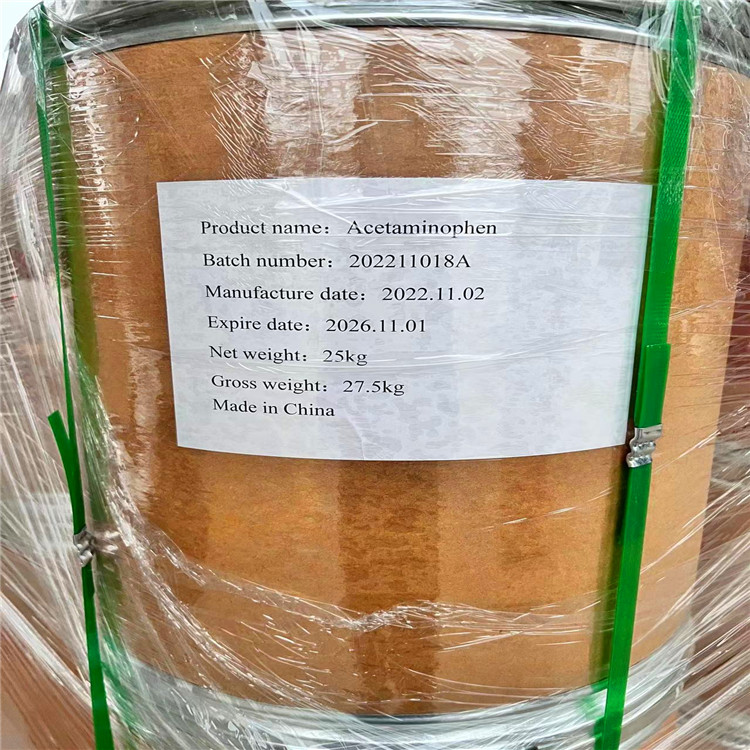 Product name：Acetaminophen
Batch number：202211018A
Manufacture date：2022.11.02
Expire date：2026.11.01
Net weight：25kg
Gross weight：27.5kg
Made in China